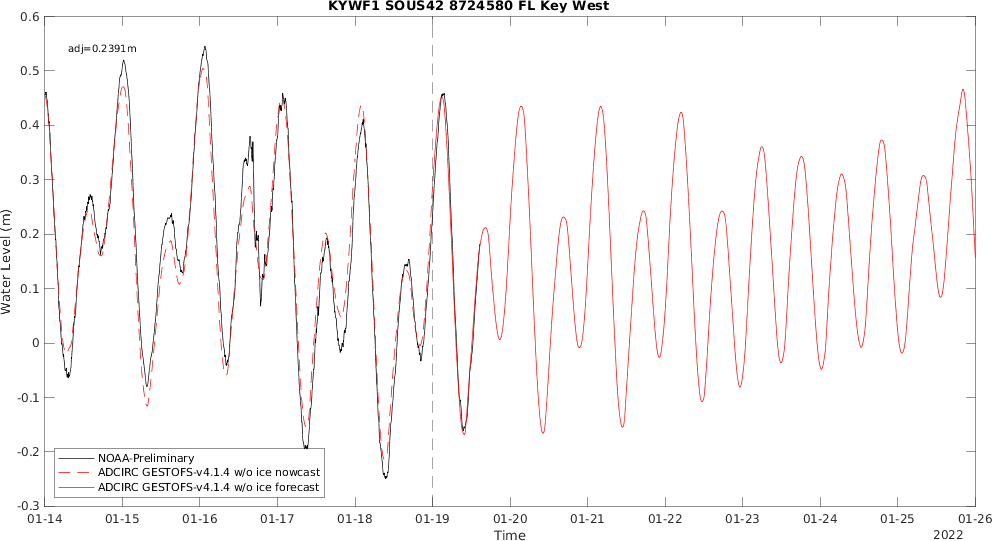 KYWF1 SOUS42 8724580 FL Key West
adj=0.2391m
Water Level (m)
0.6
0.5
0.4
0.3
0.2
0.1
0
-0.1
-0.2
-0.3
NOAA-Preliminary
ADCIRC GESTOFS-v4.1.4 w/o ice nowcast
ADCIRC GESTOFS-v4.1.4 w/o ice forecast
01-14 01-15 01-16 01-17 01-18 01-19 01-20 01-21 01-22 01-23 01-24 01-25 01-26
Time
2022